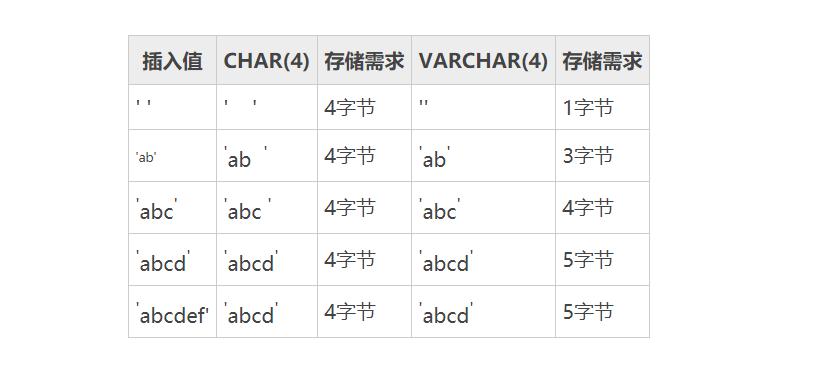 插入值 CHAR(4) 存储需求 VARCHAR(4) 存储需求
' ' '    ' 4字节 '' 1字节
'ab' 'ab  ' 4字节 'ab' 3字节
'abc' 'abc ' 4字节 'abc' 4字节
'abcd' 'abcd' 4字节 'abcd' 5字节
'abcdef' 'abcd' 4字节 'abcd' 5字节